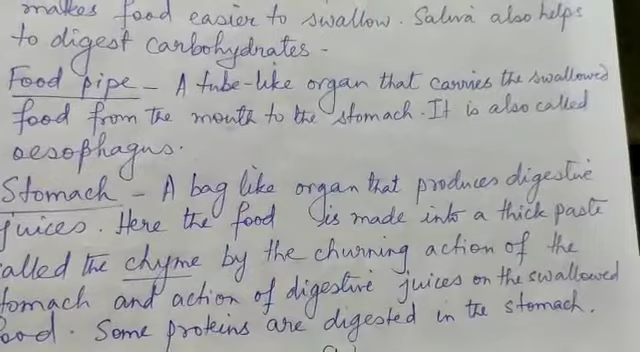 makes food easier to swallow. Saliva also helps
to digest carbohydrates -
Food pipe - A tube-like organ that carries the swallowed
food from the mouth to the stomach. It is also called
oesophagus.
Stomach - A bag like organ that produces digestive
juices. Here the food is made into a thick paste
alled the chyme by the churning action of the
tomach and action of digestive juices on the swallowed
ood. Some proteins are digested in the stomach.